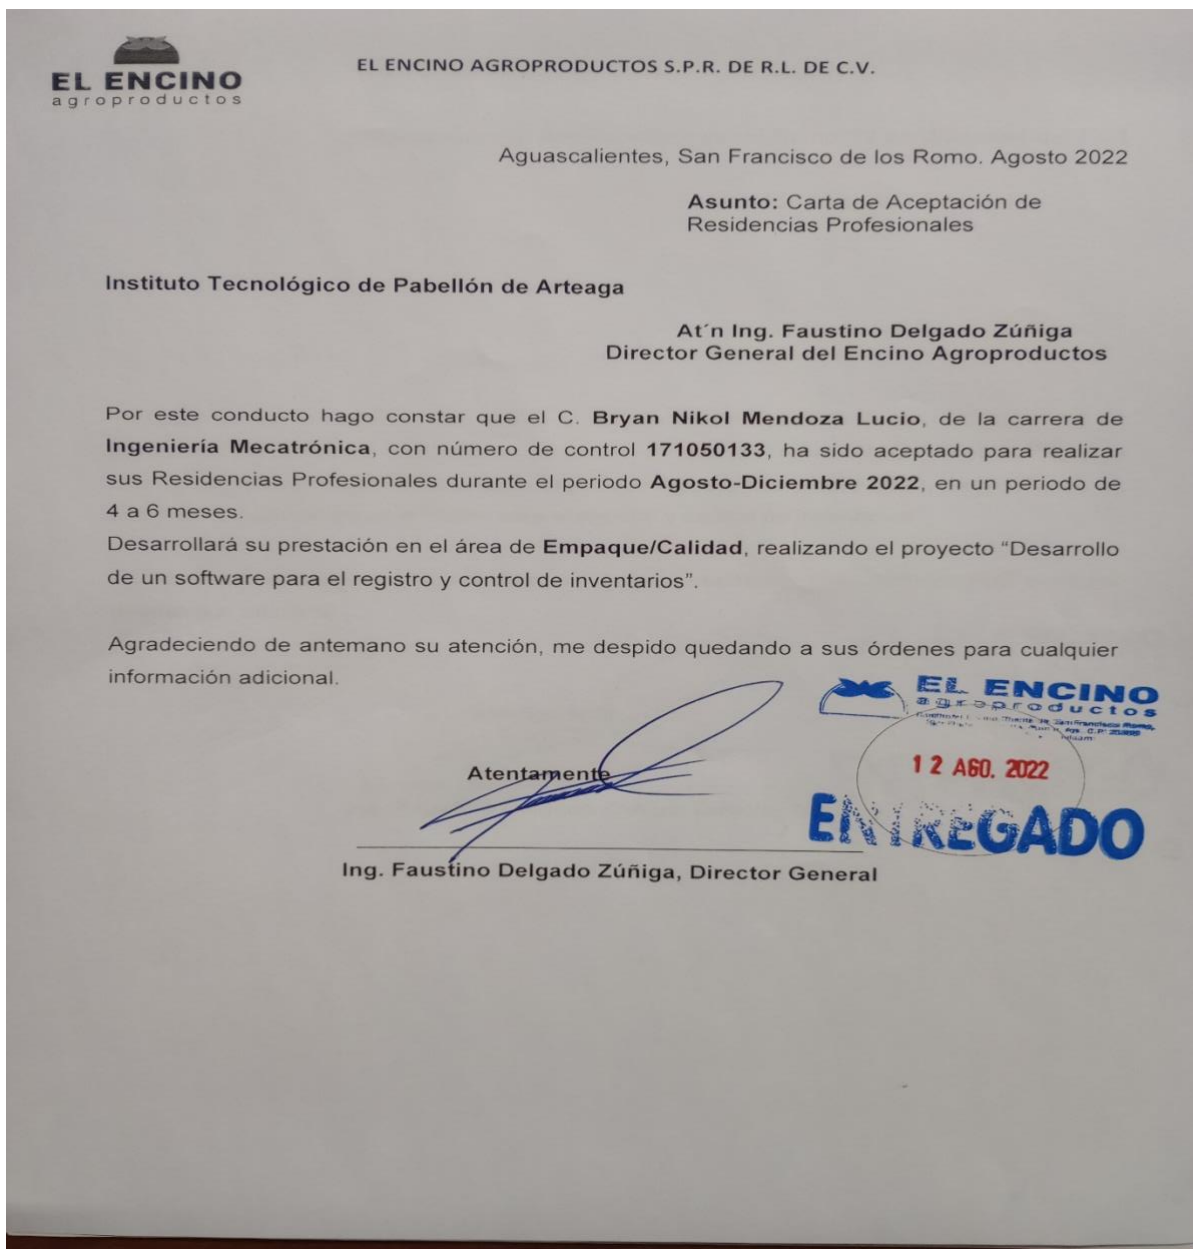 EL ENCINO
agroproductos
EL ENCINO AGROPRODUCTOS S.P.R. DE R.L. DE C.V.
Aguascalientes, San Francisco de los Romo. Agosto 2022
Asunto: Carta de Aceptación de
Residencias Profesionales
Instituto Tecnológico de Pabellón de Arteaga
At´n Ing. Faustino Delgado Zúñiga
Director General del Encino Agroproductos
Por este conducto hago constar que el C. Bryan Nikol Mendoza Lucio, de la carrera de
Ingeniería Mecatrónica, con número de control 171050133, ha sido aceptado para realizar
sus Residencias Profesionales durante el periodo Agosto-Diciembre 2022, en un periodo de
4 a 6 meses.
Desarrollará su prestación en el área de Empaque/Calidad, realizando el proyecto “Desarrollo
de un software para el registro y control de inventarios”.
Agradeciendo de antemano su atención, me despido quedando a sus órdenes para cualquier
información adicional.
EL ENCINO
agroproductos
San Francisco
C.P.
12 AGO. 2022
ENTREGADO
Atentamente
Ing. Faustino Delgado Zúñiga, Director General